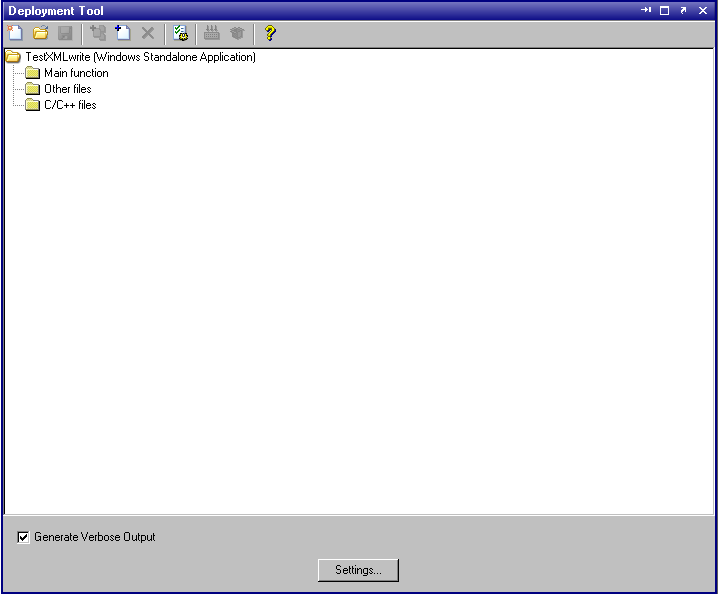 Deployment Tool
TestXMLwrite (Windows Standalone Application)
Main function
Other files
C/C++ files
Generate Verbose Output
Settings...